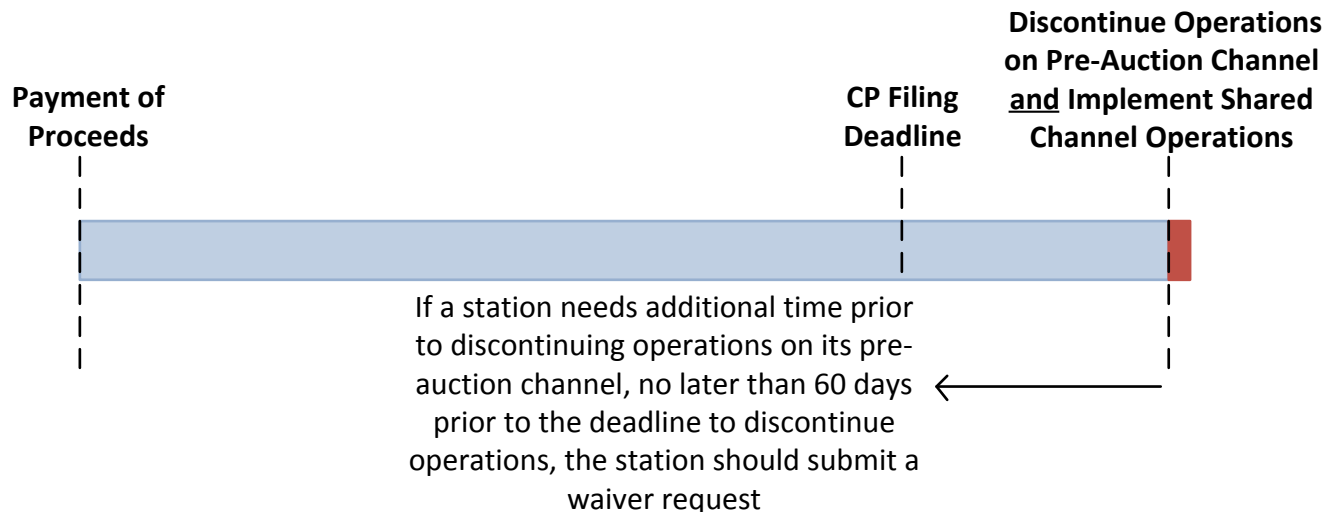 Payment of
Proceeds
CP Filing
Deadline
Discontinue Operations
on Pre-Auction Channel
and Implement Shared
Channel Operations
If a station needs additional time prior
to discontinuing operations on its pre-
auction channel, no later than 60 days
prior to the deadline to discontinue
operations, the station should submit a
waiver request